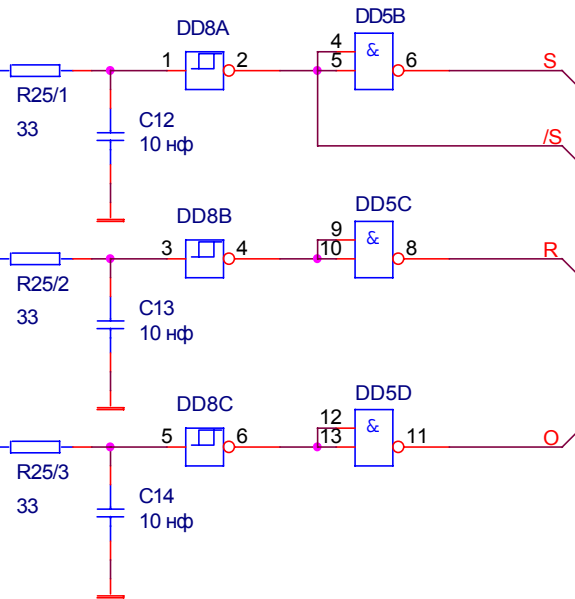 DD8A
DD5B
1
2
4
5
&
6
S
R25/1
33
C12
10 нф
/S
DD8B
DD5C
3
4
9
10
&
8
R
R25/2
33
C13
10 нф
DD8C
DD5D
5
6
12
13
&
11
O
R25/3
33
C14
10 нф